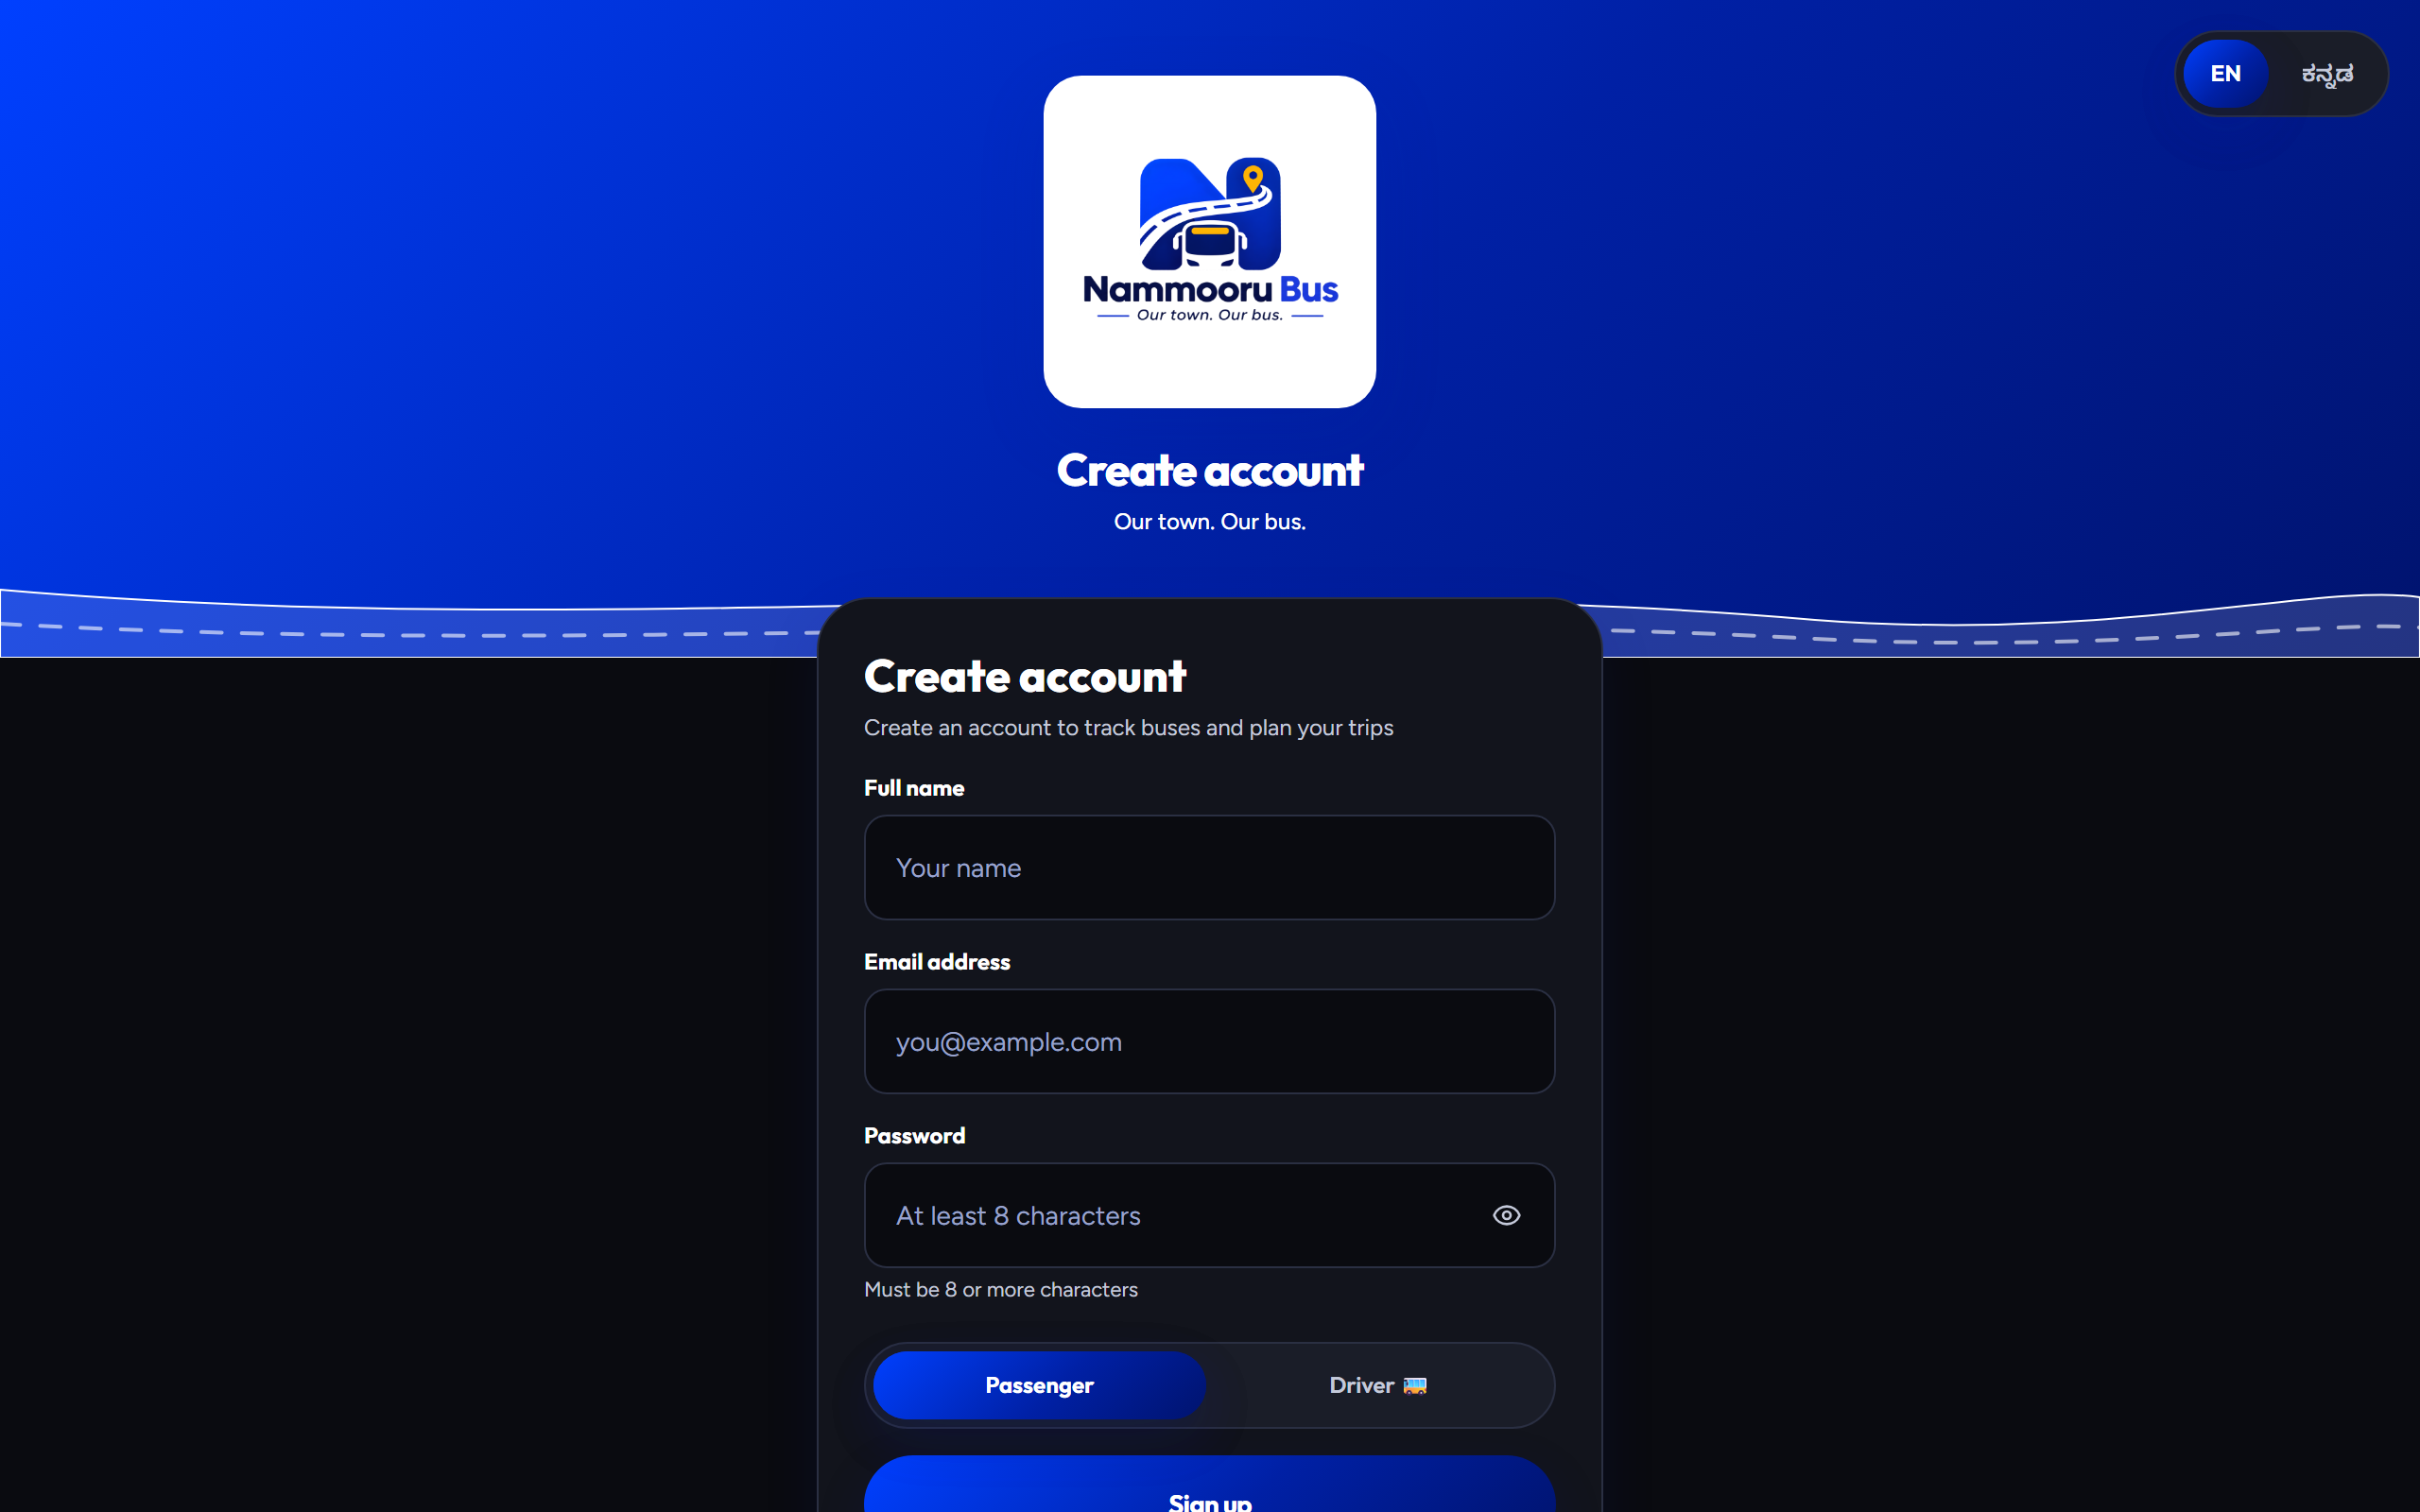 EN
ಕನ್ನಡ
Nammooru Bus
Our town. Our bus.
Create account
Our town. Our bus.
Create account
Create an account to track buses and plan your trips
Full name
Your name
Email address
you@example.com
Password
At least 8 characters
Must be 8 or more characters
Passenger
Driver 🚌
Sign up